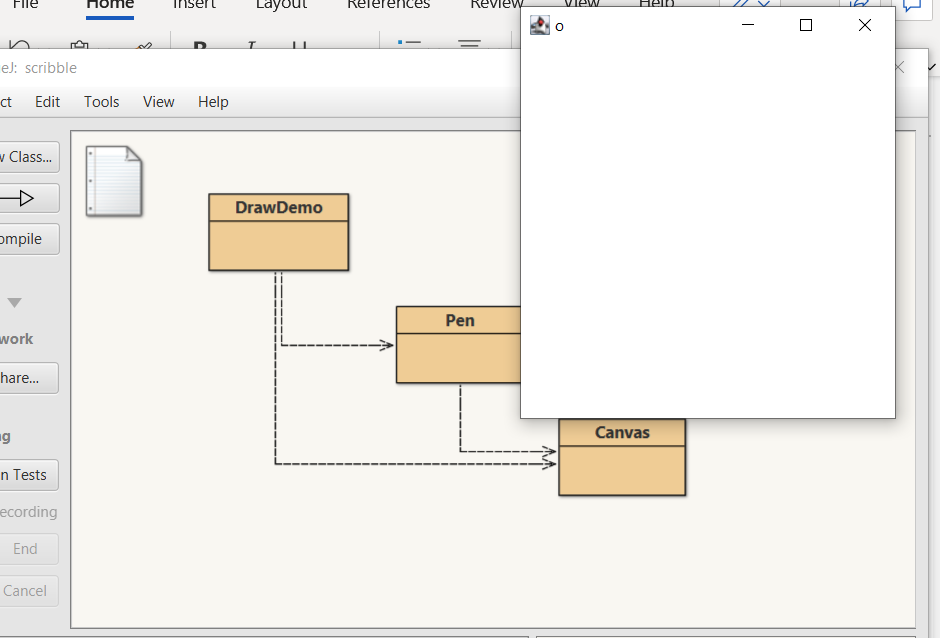 File Home Insert Layout References Review View Help
o
eJ: scribble
ct Edit Tools View Help
w Class...
ompile
work
hare...
g
n Tests
ecording
End
Cancel
DrawDemo
Pen
Canvas